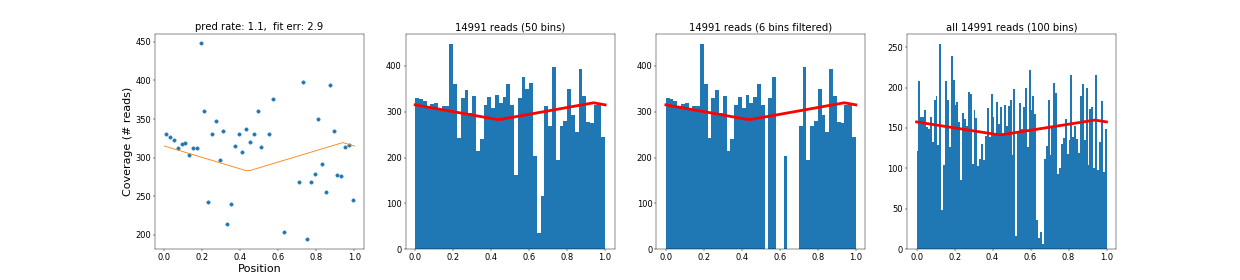 pred rate: 1.1, fit err: 2.9
450
400
350
300
250
200
Coverage (# reads)
0.0 0.2 0.4 0.6 0.8 1.0
Position
14991 reads (50 bins)
400
300
200
100
0
0.0 0.2 0.4 0.6 0.8 1.0
14991 reads (6 bins filtered)
400
300
200
100
0
0.0 0.2 0.4 0.6 0.8 1.0
all 14991 reads (100 bins)
250
200
150
100
50
0
0.0 0.2 0.4 0.6 0.8 1.0